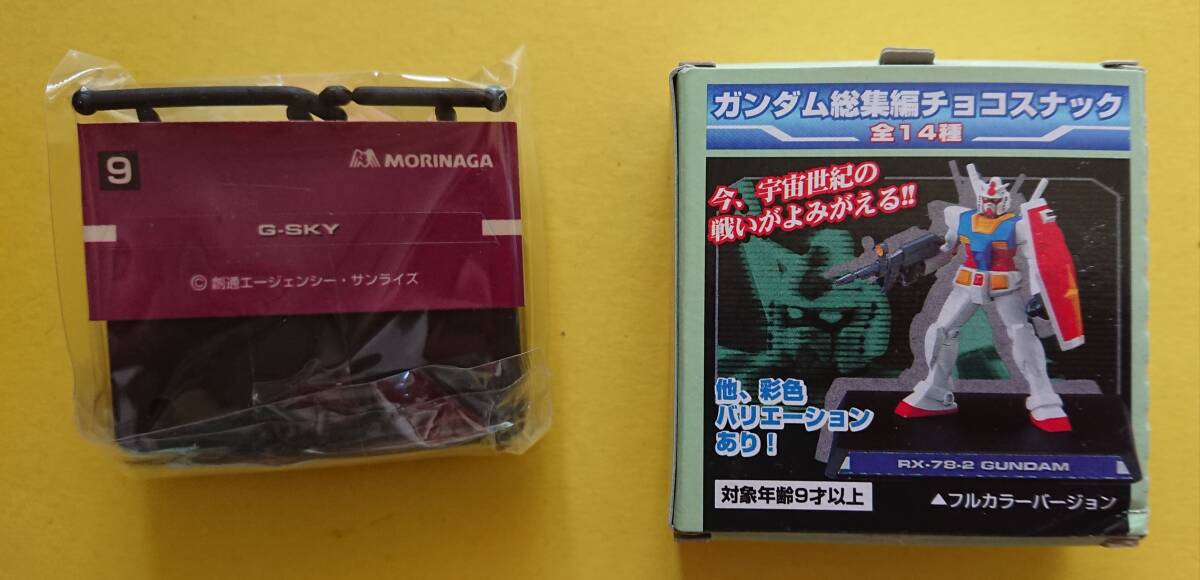 9
MORINAGA
G-SKY
© 創通エージェンシー・サンライズ
ガンダム総集編チョコスナック
全14種
今、宇宙世紀の
戦いがよみがえる!!
他、彩色
バリエーション
あり!
RX-78-2 GUNDAM
対象年齢9才以上
▲フルカラーバージョン